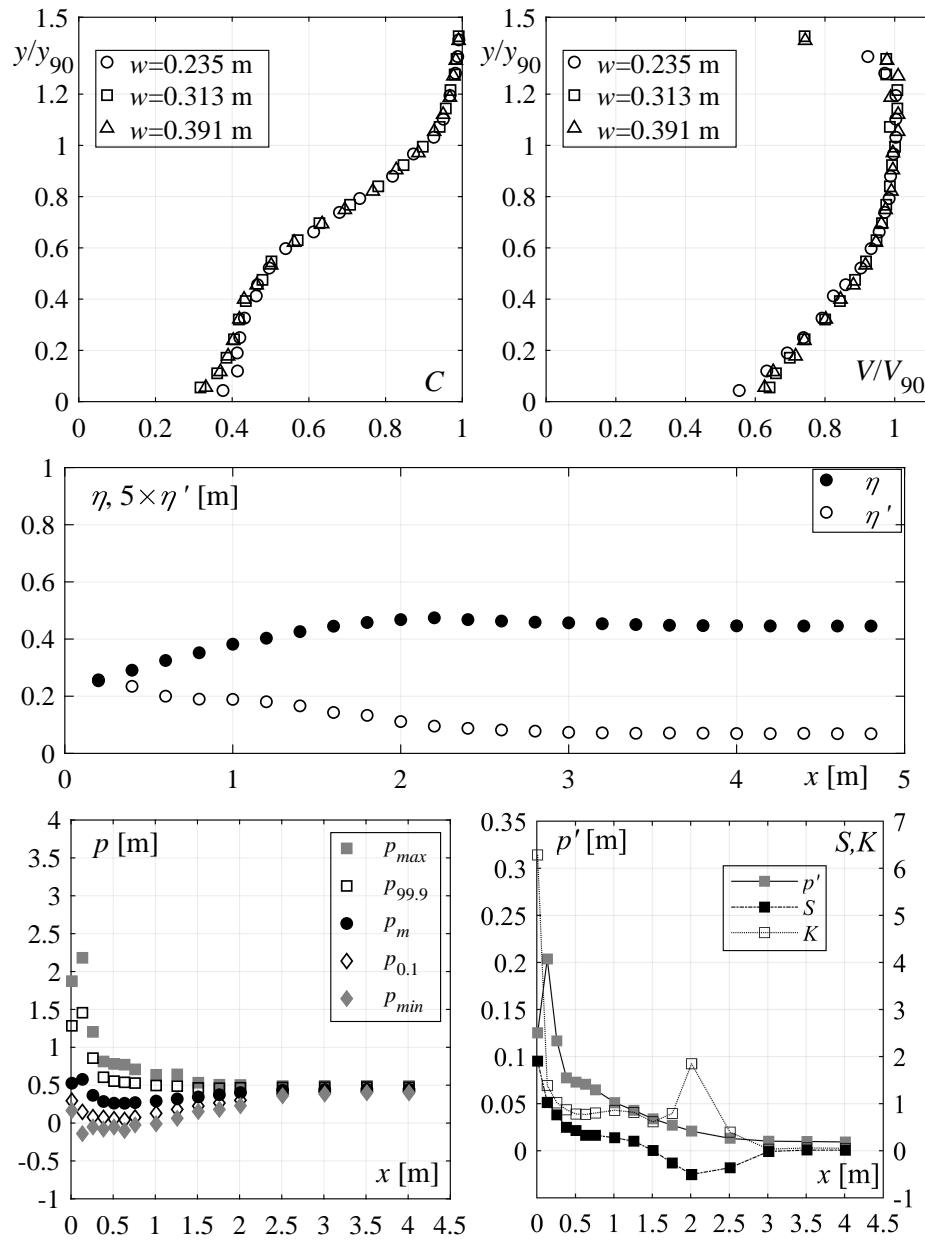 1.5
y/y90
1.2
1
0.8
0.6
0.4
0.2
0
w=0.235 m
w=0.313 m
w=0.391 m
C
0 0.2 0.4 0.6 0.8 1
1.5
y/y90
1.2
1
0.8
0.6
0.4
0.2
0
w=0.235 m
w=0.313 m
w=0.391 m
V/V90
0 0.2 0.4 0.6 0.8 1
1
0.8
0.6
0.4
0.2
0
η, 5×η ' [m]
η
η '
0 1 2 3 4 x [m] 5
4
3.5
3
2.5
2
1.5
1
0.5
0
-0.5
-1
p [m]
pmax
p99.9
pm
p0.1
pmin
x [m]
0 0.5 1 1.5 2 2.5 3 3.5 4 4.5
0.35
0.3
0.25
0.2
0.15
0.1
0.05
0
p' [m]
S,K
p'
S
K
7
6
5
4
3
2
1
0
-1
x [m]
0 0.5 1 1.5 2 2.5 3 3.5 4 4.5